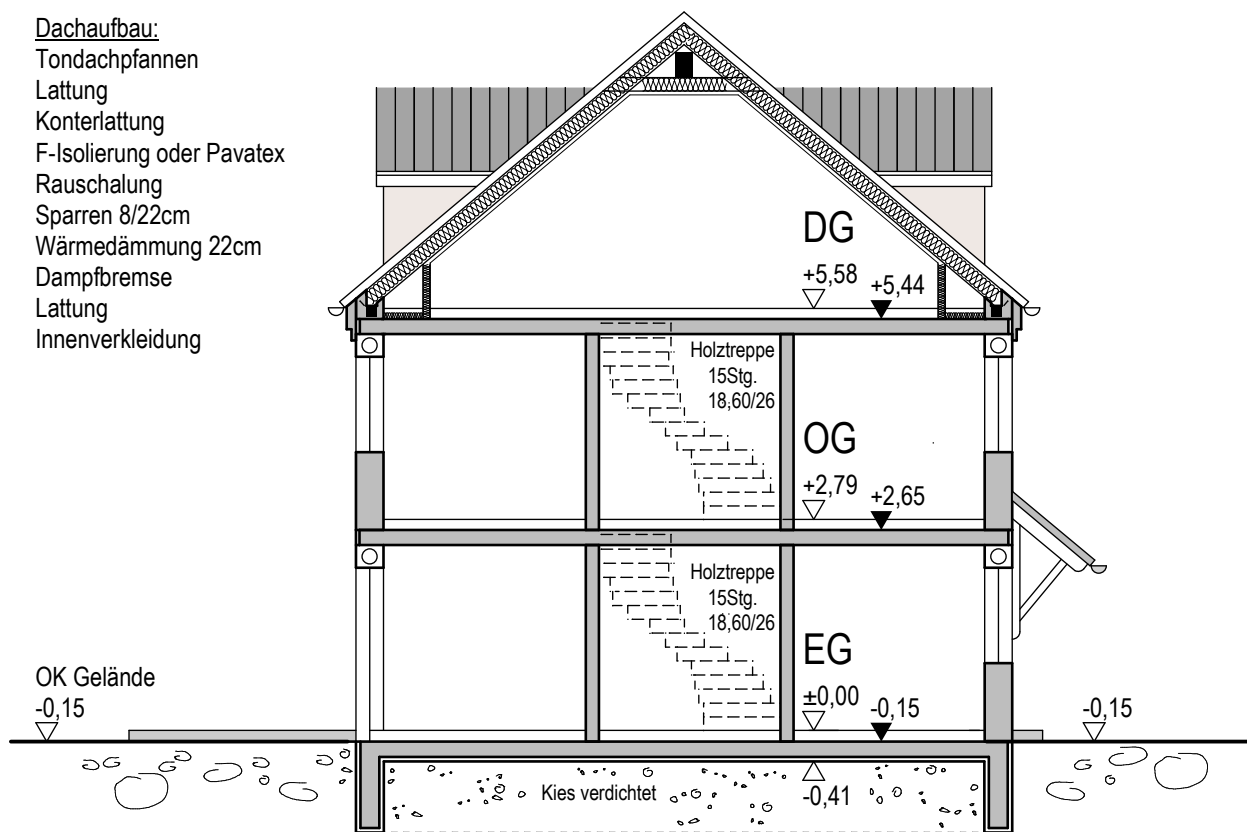 Dachaufbau:
Tondachpfannen
Lattung
Konterlattung
F-Isolierung oder Pavatex
Rauschalung
Sparren 8/22cm
Wärmedämmung 22cm
Dampfbremse
Lattung
Innenverkleidung
DG
+5,58
+5,44
Holztreppe
15Stg.
18,60/26
OG
+2,79
+2,65
Holztreppe
15Stg.
18,60/26
EG
±0,00
-0,15
OK Gelände
-0,15
-0,15
Kies verdichtet
-0,41